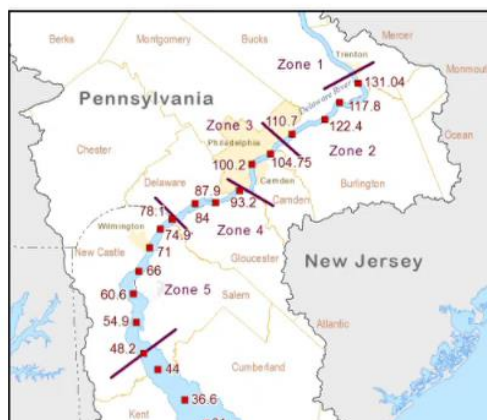 Berks
Montgomery
Bucks
Mercer
Zone 1
Trenton
Monmou
131.04
Pennsylvania
Delaware River
117.8
110.7
122.4
Zone 3
Ocean
Philadelphia
Zone 2
Chester
104.75
100.2
Delaware
Camden
Burlington
87.9
93.2
Camden
78.1
84
Wilmington
74.9
Zone 4
New Castle
71
Gloucester
New Jersey
66
Zone 5
60.6
Salem
54.9
Atlantic
48.2
Cumberland
44
Kent
36.6